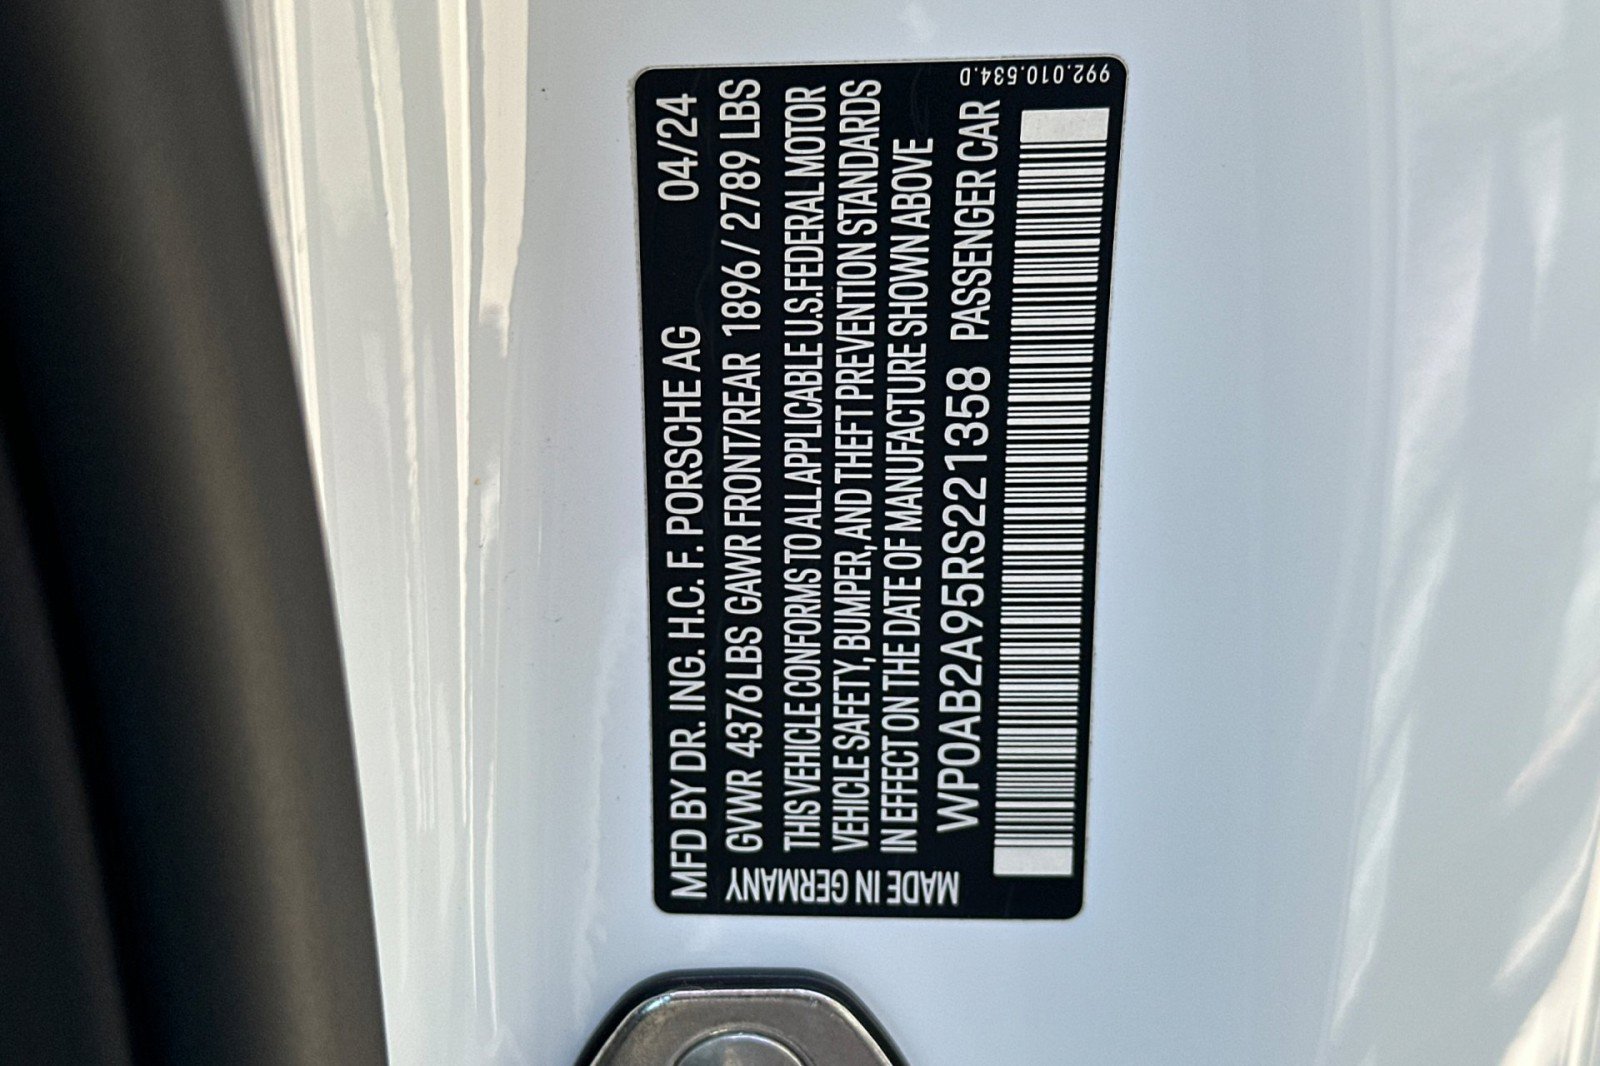 MFD BY DR. ING. H.C. F. PORSCHE AG 04/24
GVWR 4376 LBS GAWR FRONT/REAR 1896/2789 LBS
THIS VEHICLE CONFORMS TO ALL APPLICABLE U.S. FEDERAL MOTOR
VEHICLE SAFETY, BUMPER, AND THEFT PREVENTION STANDARDS
IN EFFECT ON THE DATE OF MANUFACTURE SHOWN ABOVE
WP0AB2A95RS221358 PASSENGER CAR
MADE IN GERMANY
992.010.534.D